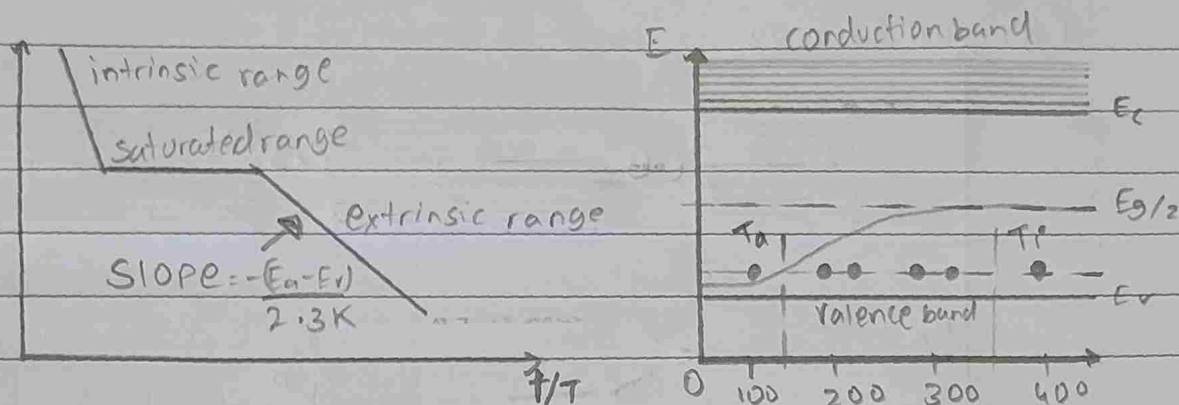 intrinsic range
saturated range
extrinsic range
SLOPE = -(Ea-Ev)
2.3K
1/T
E
conduction band
Ec
Eg/2
Ta
Ti
Ev
valence band
0 100 200 300 400